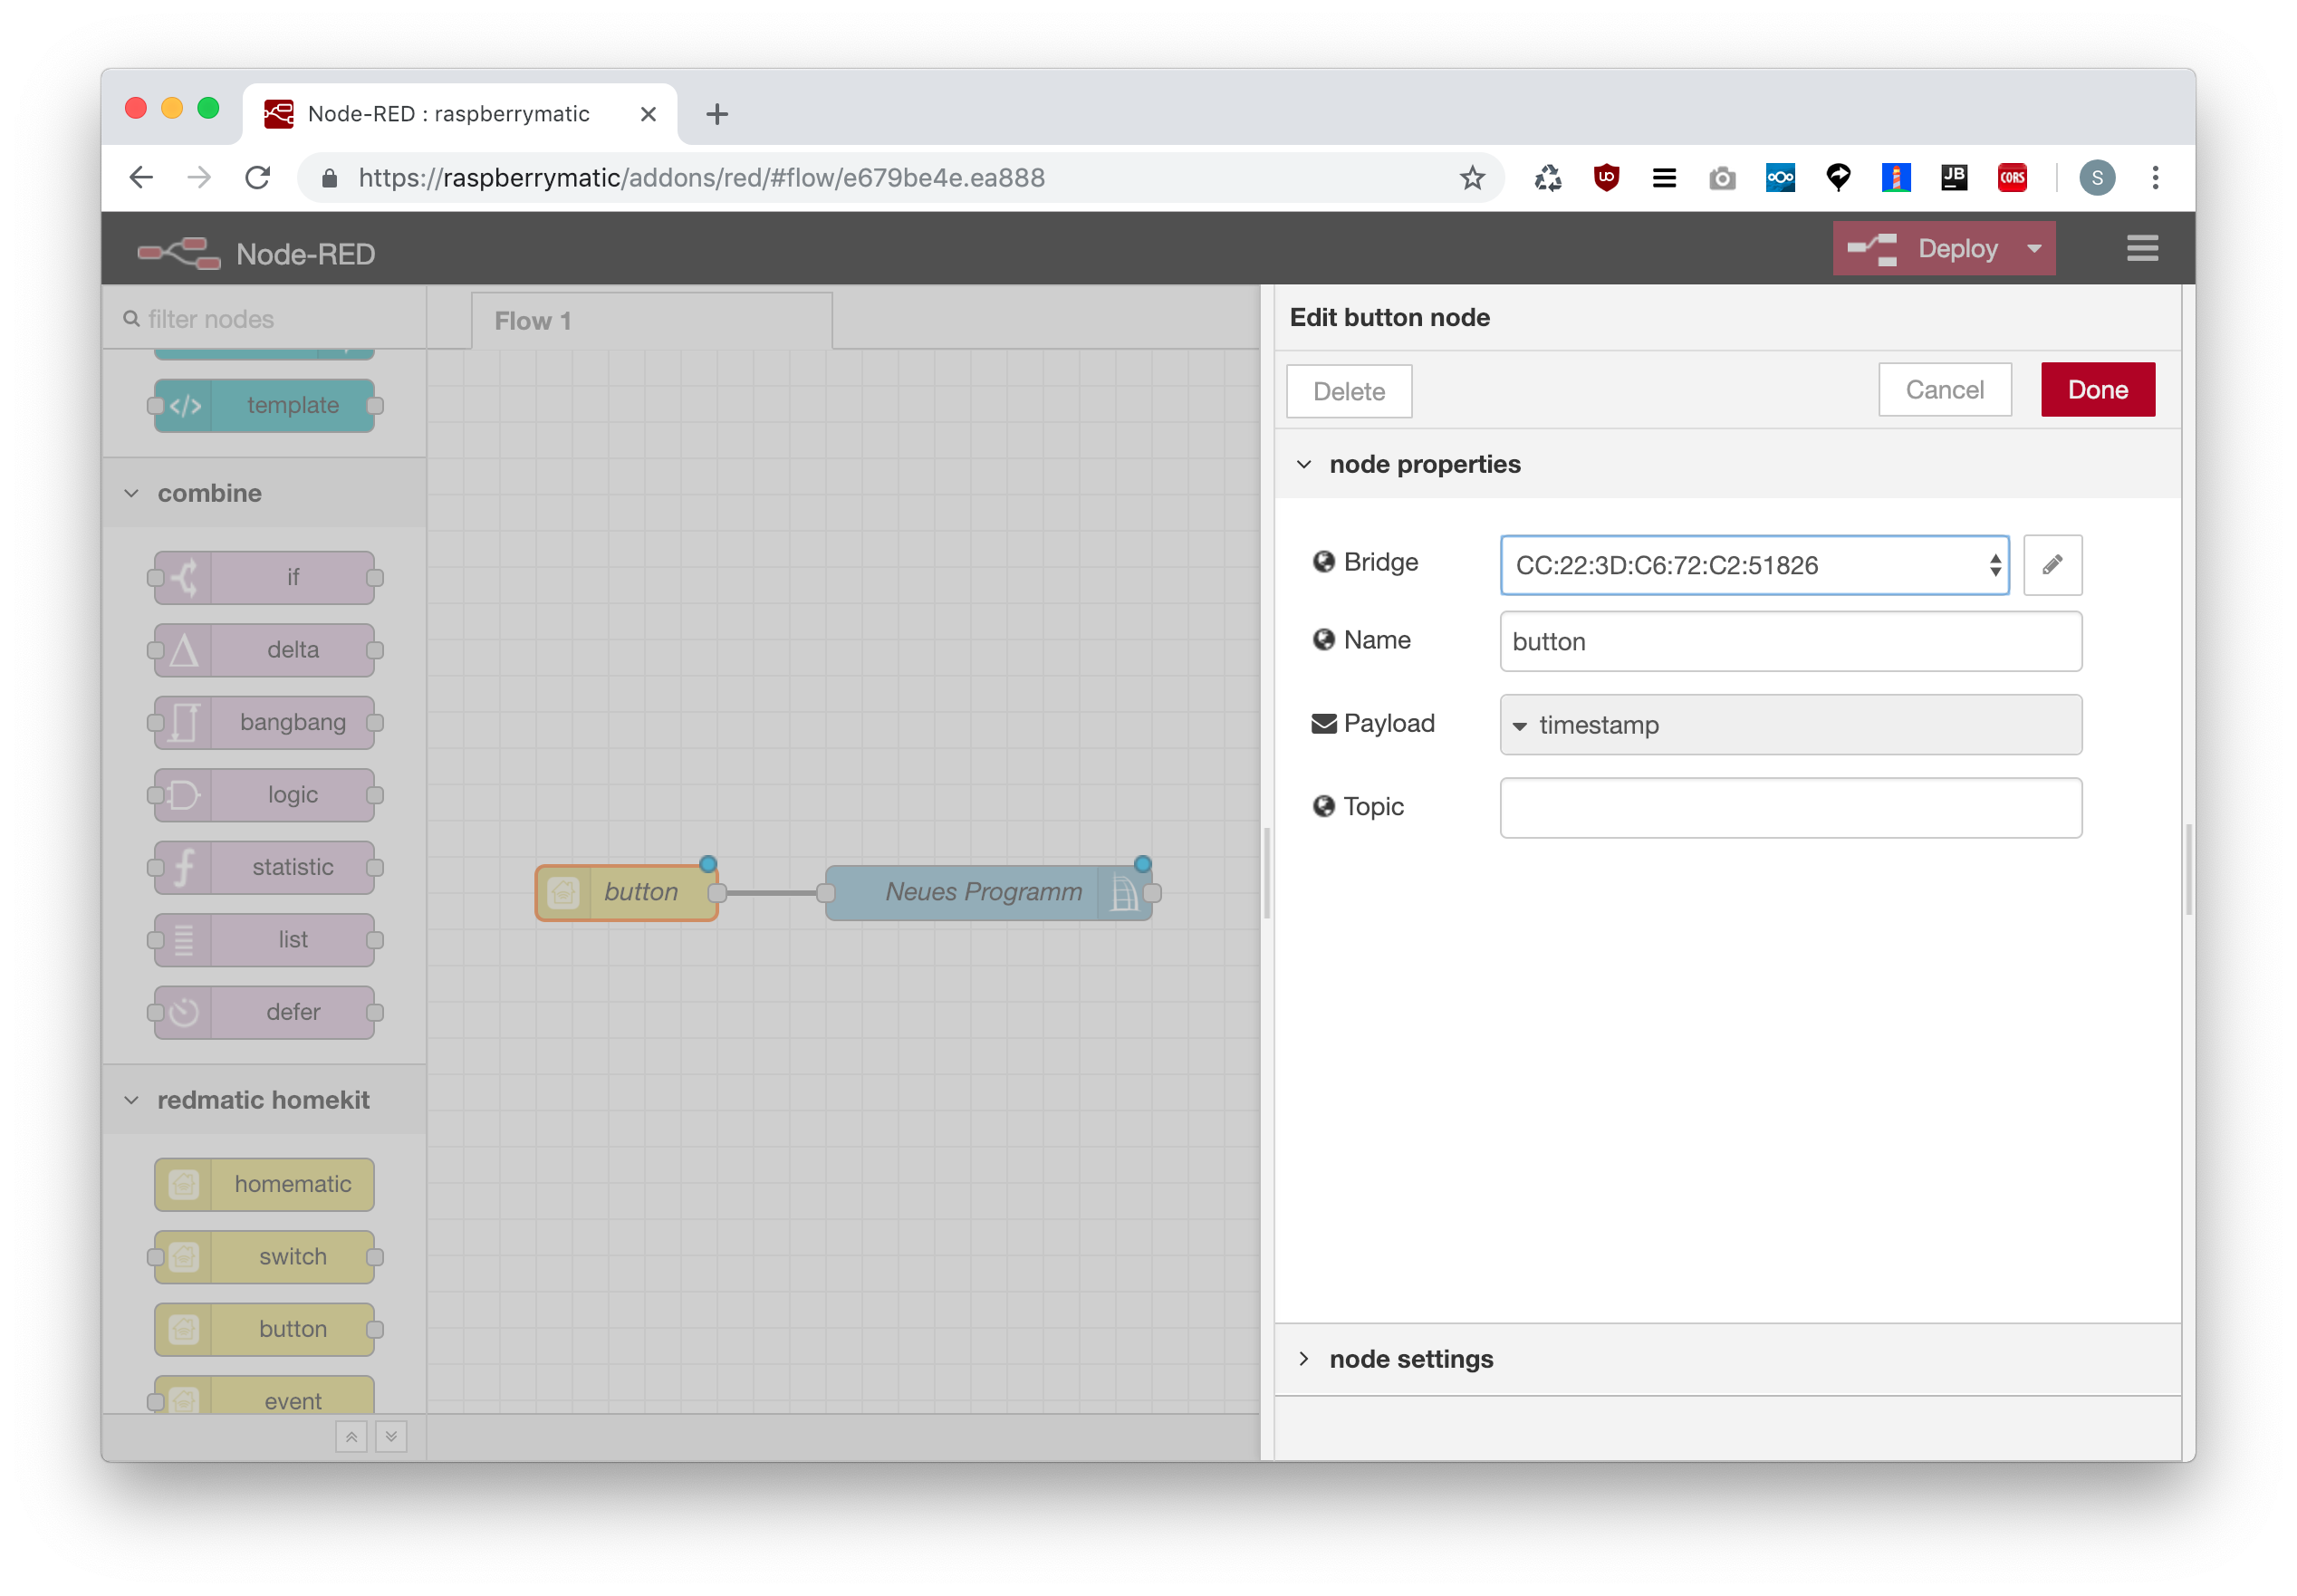 Node-RED : raspberrymatic
https://raspberrymatic/addons/red/#flow/e679be4e.ea888
JB
CORS
S
Node-RED
Deploy
filter nodes
template
combine
if
delta
bangbang
logic
statistic
list
defer
redmatic homekit
homematic
switch
button
event
Flow 1
button
Neues Programm
Edit button node
Delete
Cancel
Done
node properties
Bridge
CC:22:3D:C6:72:C2:51826
Name
button
Payload
timestamp
Topic
node settings